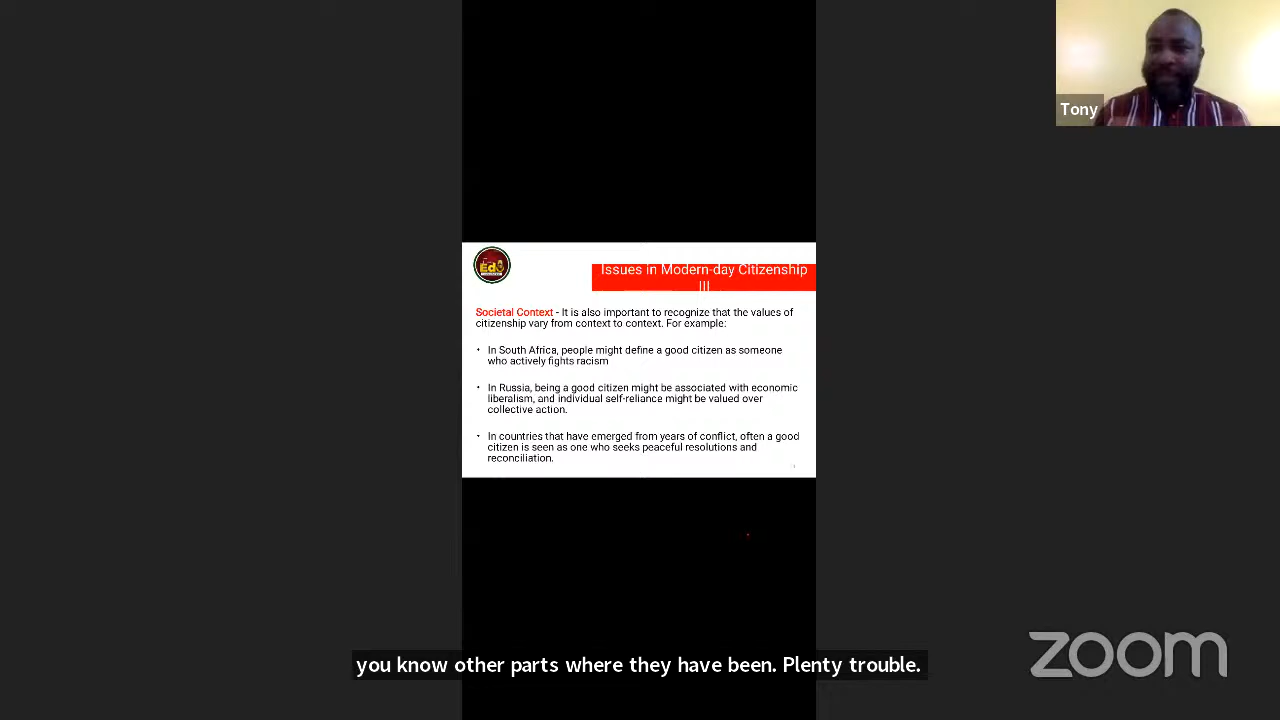 Tony
Edo
Issues in Modern-day Citizenship
III
Societal Context - It is also important to recognize that the values of
citizenship vary from context to context. For example:
• In South Africa, people might define a good citizen as someone
who actively fights racism
• In Russia, being a good citizen might be associated with economic
liberalism, and individual self-reliance might be valued over
collective action.
• In countries that have emerged from years of conflict, often a good
citizen is seen as one who seeks peaceful resolutions and
reconciliation.
you know other parts where they have been. Plenty trouble.
zoom